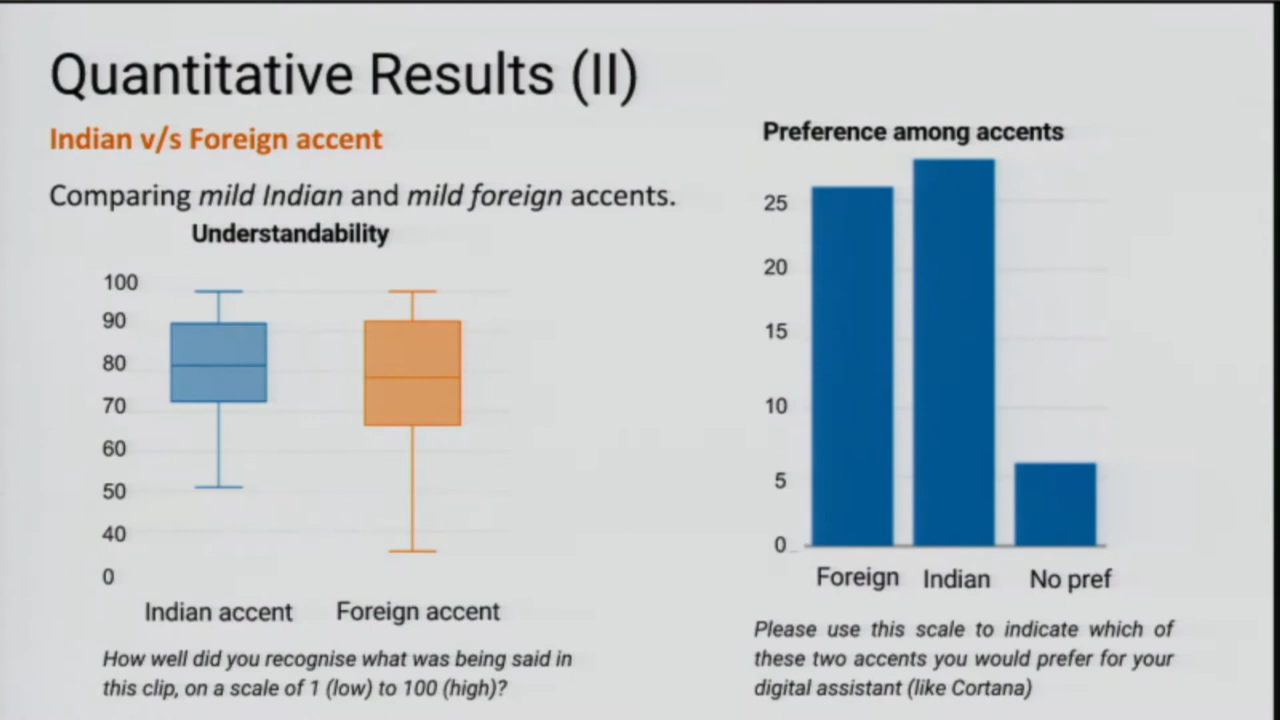 Quantitative Results (II)
Indian v/s Foreign accent
Comparing mild Indian and mild foreign accents.
Understandability
100
90
80
70
60
50
40
0
Indian accent
Foreign accent
How well did you recognise what was being said in
this clip, on a scale of 1 (low) to 100 (high)?
Preference among accents
25
20
15
10
5
0
Foreign
Indian
No pref
Please use this scale to indicate which of
these two accents you would prefer for your
digital assistant (like Cortana)